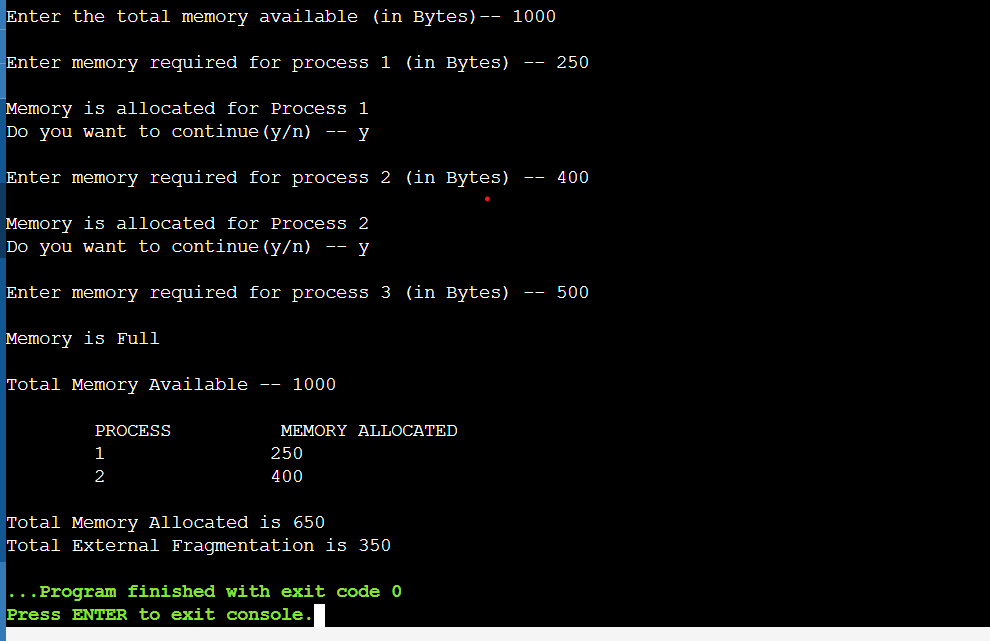 Enter the total memory available (in Bytes)-- 1000
Enter memory required for process 1 (in Bytes) -- 250
Memory is allocated for Process 1
Do you want to continue(y/n) -- y
Enter memory required for process 2 (in Bytes) -- 400
Memory is allocated for Process 2
Do you want to continue(y/n) -- y
Enter memory required for process 3 (in Bytes) -- 500
Memory is Full
Total Memory Available -- 1000
PROCESS MEMORY ALLOCATED
1 250
2 400
Total Memory Allocated is 650
Total External Fragmentation is 350
...Program finished with exit code 0
Press ENTER to exit console.